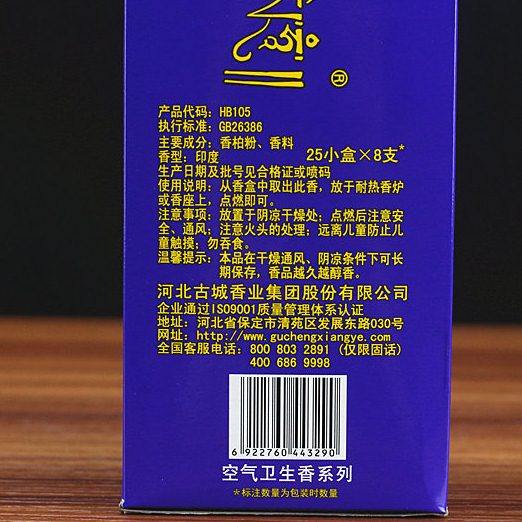 ®
产品代码：HB105
执行标准：GB26386
主要成分：香柏粉、香料
香型：印度 25小盒×8支*
生产日期及批号见合格证或喷码
使用说明：从香盒中取出此香，放于耐热香炉
或香座上，点燃即可。
注意事项：放置于阴凉干燥处；点燃后注意安
全、通风；注意火头的处理；远离儿童防止儿
童触摸；勿吞食。
温馨提示：本品在干燥通风、阴凉条件下可长
期保存，香品越久越醇香。
河北古城香业集团股份有限公司
企业通过ISO9001质量管理体系认证
地址：河北省保定市清苑区发展东路030号
网址：http://www.guchengxiangye.com
全国客服电话：800 803 2891（仅限固话）
400 686 9998
6 922760 443290
空气卫生香系列
*标注数量为包装时数量